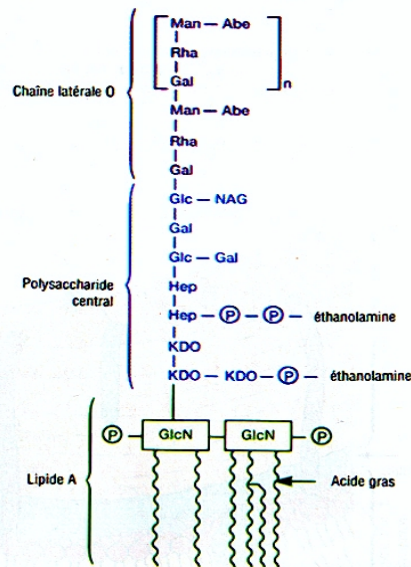 Man — Abe
Rha
Gal
n
Chaîne latérale O
Man — Abe
Rha
Gal
Glc — NAG
Gal
Glc — Gal
Polysaccharide
central
Hep
Hep — P — P — éthanolamine
KDO
KDO — KDO — P — éthanolamine
P — GlcN — GlcN — P
Lipide A
Acide gras